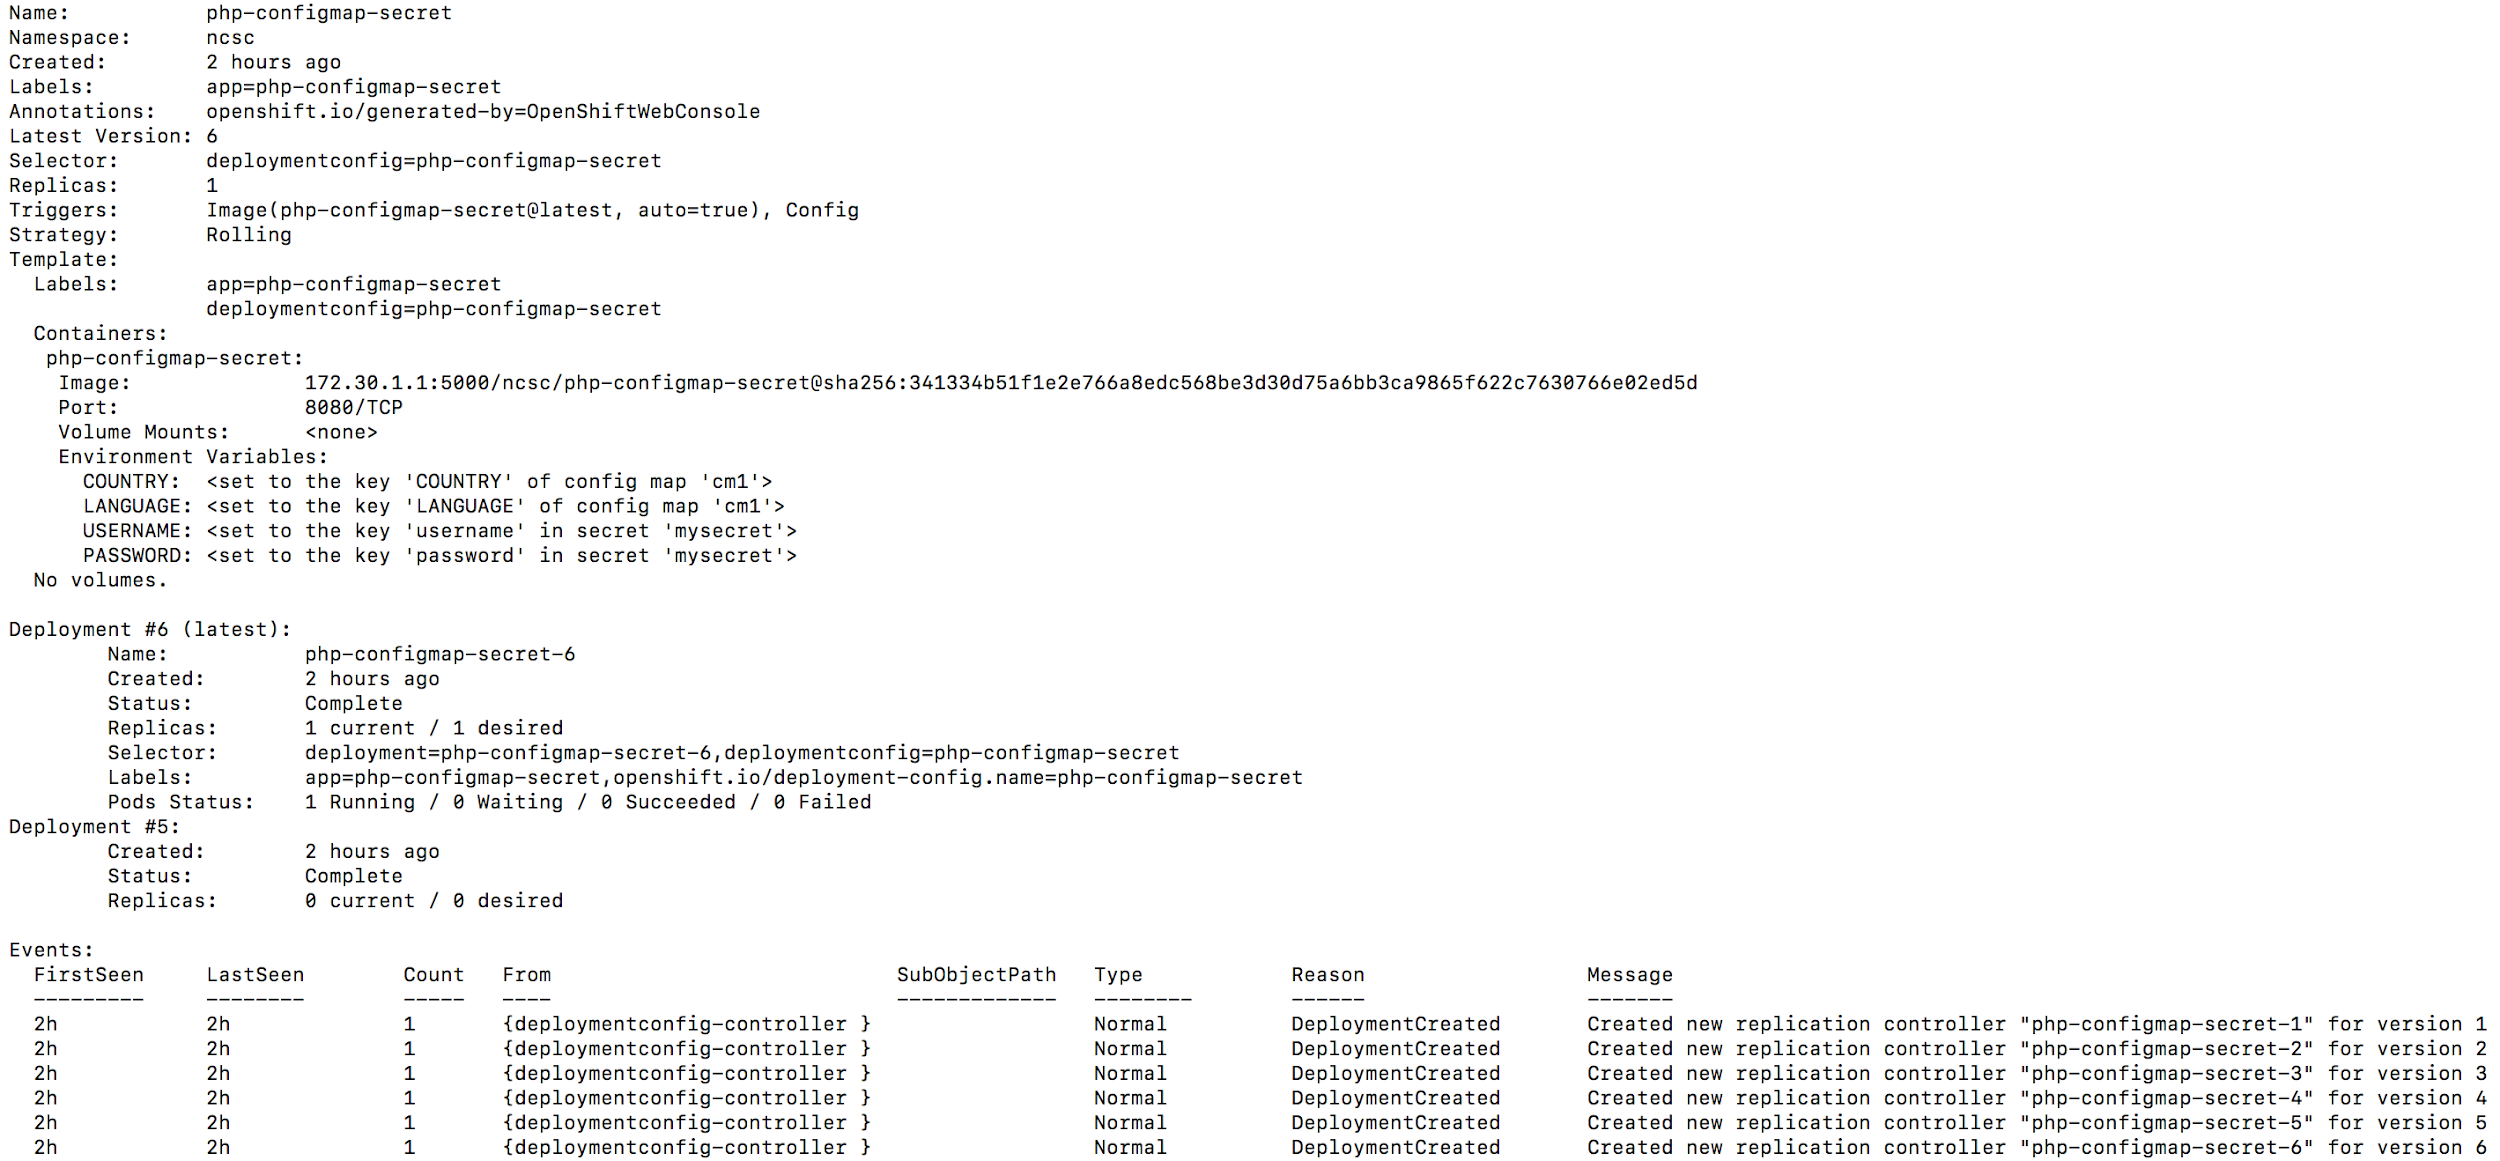 Name: php-configmap-secret
Namespace: ncsc
Created: 2 hours ago
Labels: app=php-configmap-secret
Annotations: openshift.io/generated-by=OpenShiftWebConsole
Latest Version: 6
Selector: deploymentconfig=php-configmap-secret
Replicas: 1
Triggers: Image(php-configmap-secret@latest, auto=true), Config
Strategy: Rolling
Template:
Labels: app=php-configmap-secret
deploymentconfig=php-configmap-secret
Containers:
php-configmap-secret:
Image: 172.30.1.1:5000/ncsc/php-configmap-secret@sha256:341334b51f1e2e766a8edc568be3d30d75a6bb3ca9865f622c7630766e02ed5d
Port: 8080/TCP
Volume Mounts: <none>
Environment Variables:
COUNTRY: <set to the key 'COUNTRY' of config map 'cm1'>
LANGUAGE: <set to the key 'LANGUAGE' of config map 'cm1'>
USERNAME: <set to the key 'username' in secret 'mysecret'>
PASSWORD: <set to the key 'password' in secret 'mysecret'>
No volumes.
Deployment #6 (latest):
Name: php-configmap-secret-6
Created: 2 hours ago
Status: Complete
Replicas: 1 current / 1 desired
Selector: deployment=php-configmap-secret-6,deploymentconfig=php-configmap-secret
Labels: app=php-configmap-secret,openshift.io/deployment-config.name=php-configmap-secret
Pods Status: 1 Running / 0 Waiting / 0 Succeeded / 0 Failed
Deployment #5:
Created: 2 hours ago
Status: Complete
Replicas: 0 current / 0 desired
Events:
FirstSeen LastSeen Count From SubObjectPath Type Reason Message
--------- -------- ----- ---- ------------- -------- ------ -------
2h 2h 1 {deploymentconfig-controller } Normal DeploymentCreated Created new replication controller "php-configmap-secret-1" for version 1
2h 2h 1 {deploymentconfig-controller } Normal DeploymentCreated Created new replication controller "php-configmap-secret-2" for version 2
2h 2h 1 {deploymentconfig-controller } Normal DeploymentCreated Created new replication controller "php-configmap-secret-3" for version 3
2h 2h 1 {deploymentconfig-controller } Normal DeploymentCreated Created new replication controller "php-configmap-secret-4" for version 4
2h 2h 1 {deploymentconfig-controller } Normal DeploymentCreated Created new replication controller "php-configmap-secret-5" for version 5
2h 2h 1 {deploymentconfig-controller } Normal DeploymentCreated Created new replication controller "php-configmap-secret-6" for version 6